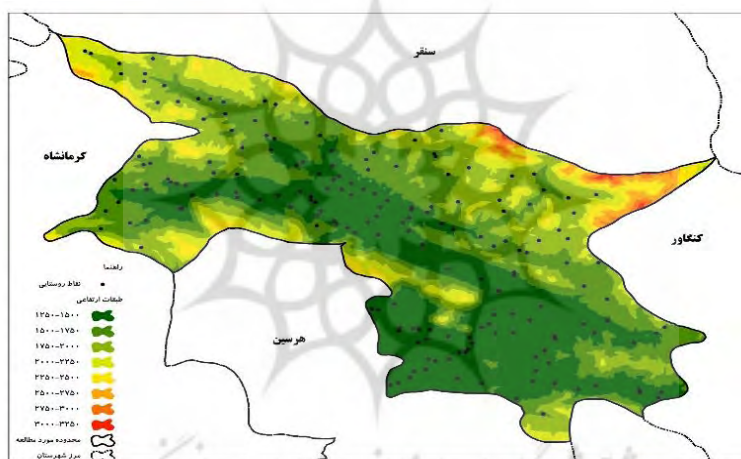 سنقر
کرمانشاه
کنگاور
هرسین
راهنما
نقاط روستایی
طبقات ارتفاعی
۱۲۵۰-۱۵۰۰
۱۵۰۰-۱۷۵۰
۱۷۵۰-۲۰۰۰
۲۰۰۰-۲۲۵۰
۲۲۵۰-۲۵۰۰
۲۵۰۰-۲۷۵۰
۲۷۵۰-۳۰۰۰
۳۰۰۰-۳۲۵۰
محدوده مورد مطالعه
مرز شهرستان